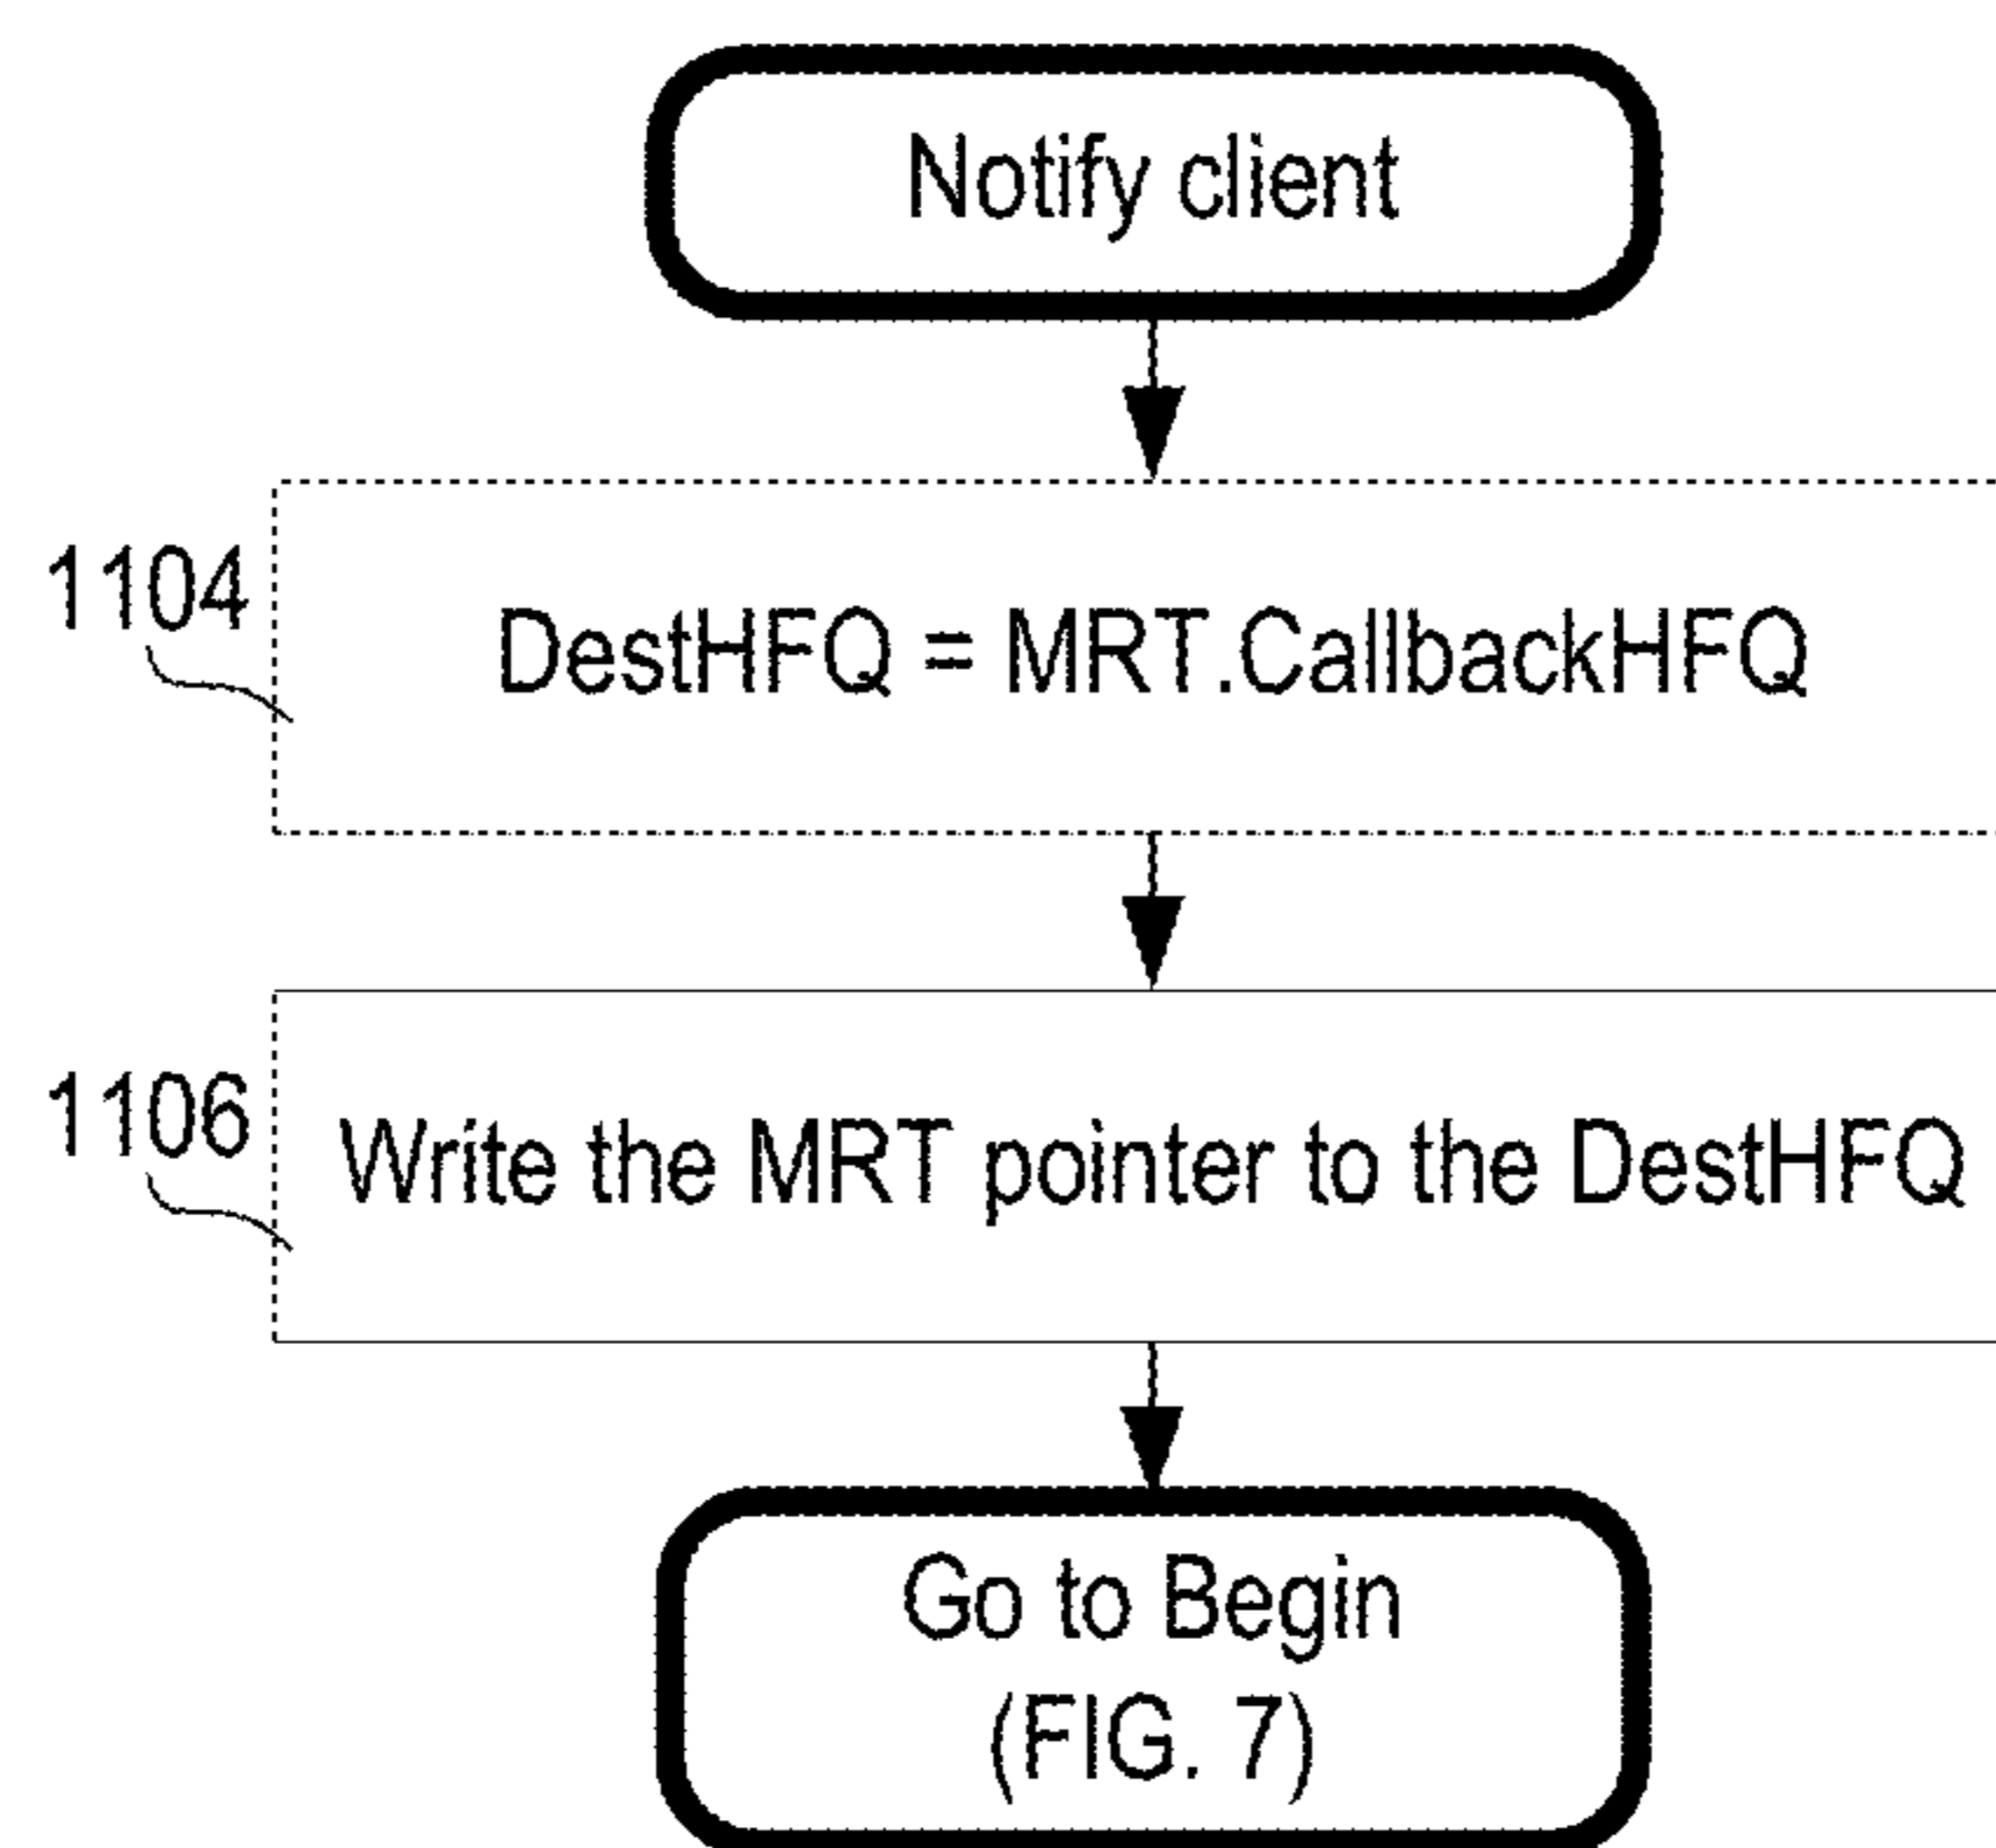 Notify client
1104
DestHFQ = MRT.CallbackHFQ
1106
Write the MRT pointer to the DestHFQ
Go to Begin
(FIG. 7)